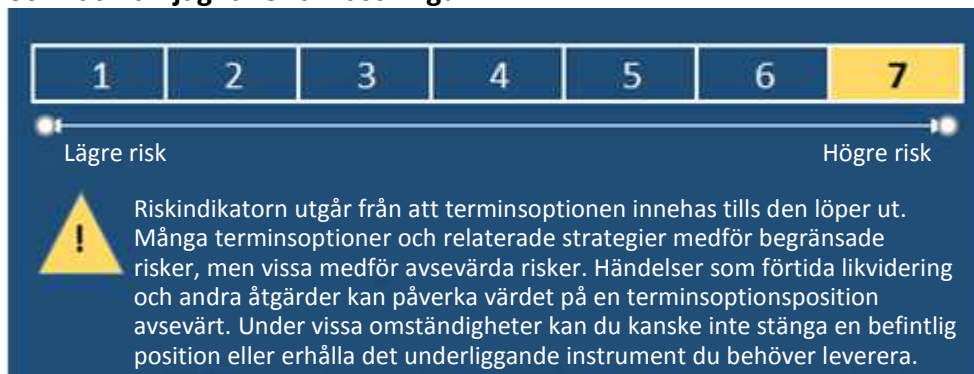 1 2 3 4 5 6 7
Lägre risk Högre risk
!
Riskindikatorn utgår från att terminsoptionen innehas tills den löper ut.
Många terminsoptioner och relaterade strategier medför begränsade
risker, men vissa medför avsevärda risker. Händelser som förtida likvidering
och andra åtgärder kan påverka värdet på en terminsoptionsposition
avsevärt. Under vissa omständigheter kan du kanske inte stänga en befintlig
position eller erhålla det underliggande instrument du behöver leverera.